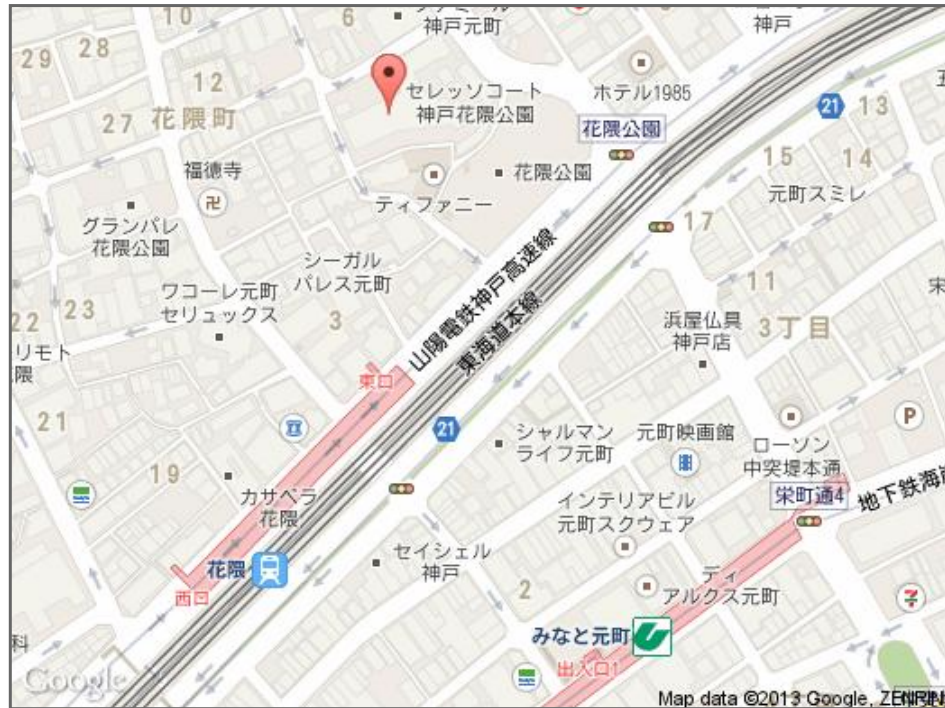 6
10
神戸元町
神戸
28
29
12
セレッソコート
神戸花隈公園
ホテル1985
21
13
27
花隈町
花隈公園
15
14
福徳寺
花隈公園
元町スミレ
ティファニー
グランパレ
花隈公園
17
シーガル
パレス元町
山陽電鉄神戸高速線
11
ワコーレ元町
セリュックス
23
22
3
東海道本線
浜屋仏具
神戸店
3丁目
リモト
隈
東口
21
21
シャルマン
ライフ元町
元町映画館
ローソン
中突堤本通
P
19
カサベラ
花隈
インテリアビル
元町スクウェア
栄町通4
地下鉄海岸
セイシェル
神戸
花隈
西口
2
ディ
アルクス元町
7
科
みなと元町
出入口1
Google
Map data ©2013 Google, ZENRIN